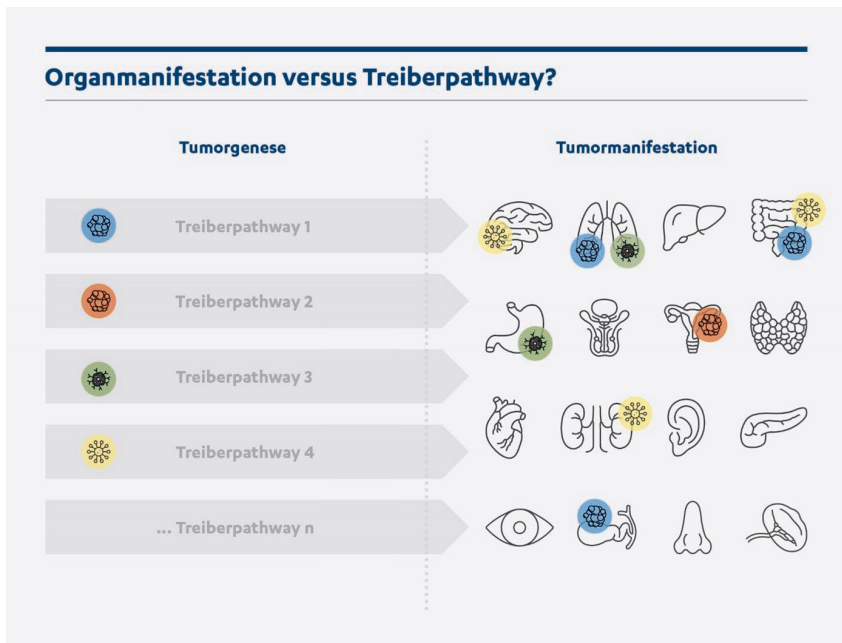 Organmanifestation versus Treiberpathway?
Tumorgenese
Tumormanifestation
Treiberpathway 1
Treiberpathway 2
Treiberpathway 3
Treiberpathway 4
... Treiberpathway n